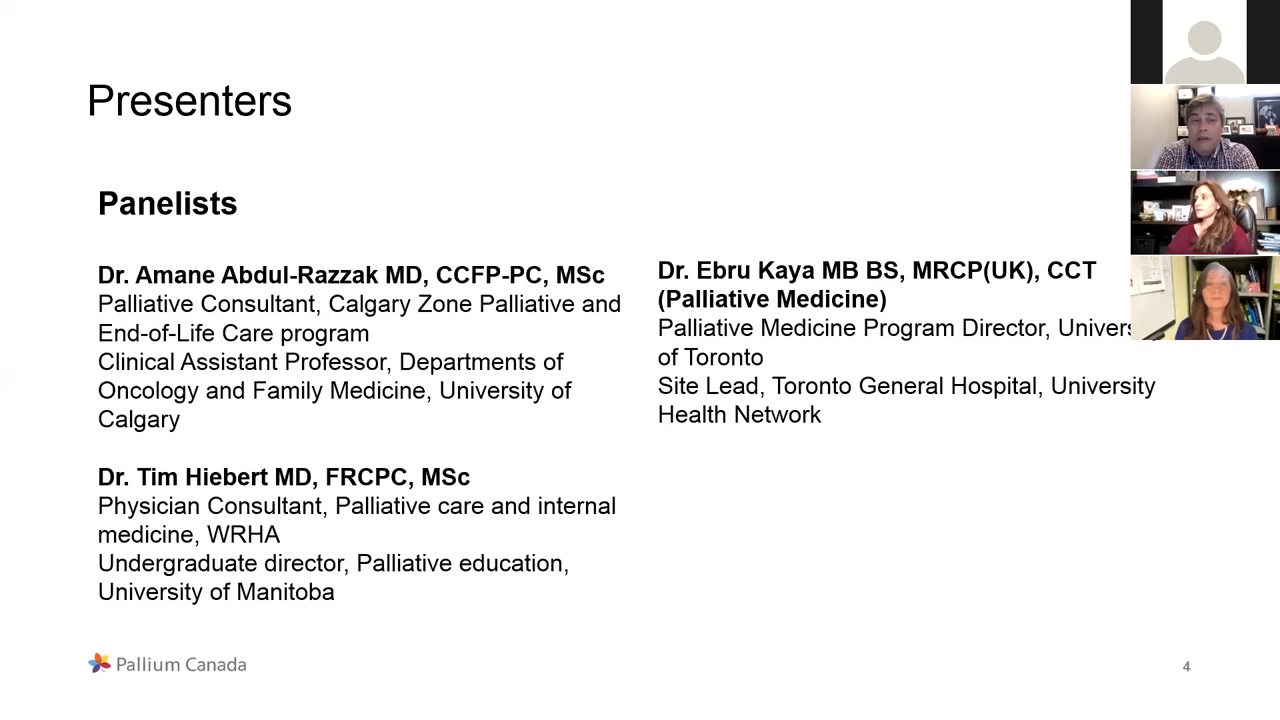 Presenters
Panelists
Dr. Amane Abdul-Razzak MD, CCFP-PC, MSc
Palliative Consultant, Calgary Zone Palliative and
End-of-Life Care program
Clinical Assistant Professor, Departments of
Oncology and Family Medicine, University of
Calgary
Dr. Tim Hiebert MD, FRCPC, MSc
Physician Consultant, Palliative care and internal
medicine, WRHA
Undergraduate director, Palliative education,
University of Manitoba
Dr. Ebru Kaya MB BS, MRCP(UK), CCT
(Palliative Medicine)
Palliative Medicine Program Director,
of Toronto
Site Lead, Toronto General Hospital, University
Health Network
Pallium Canada
4